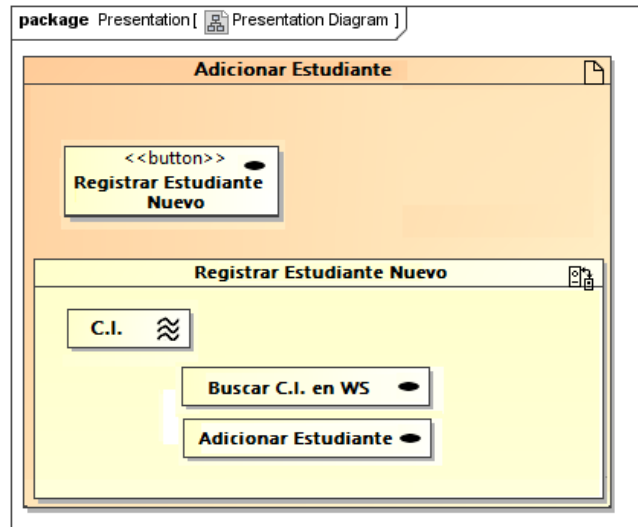 package Presentation [ Presentation Diagram ]
Adicionar Estudiante
<<button>>
Registrar Estudiante
Nuevo
Registrar Estudiante Nuevo
C.I.
Buscar C.I. en WS
Adicionar Estudiante